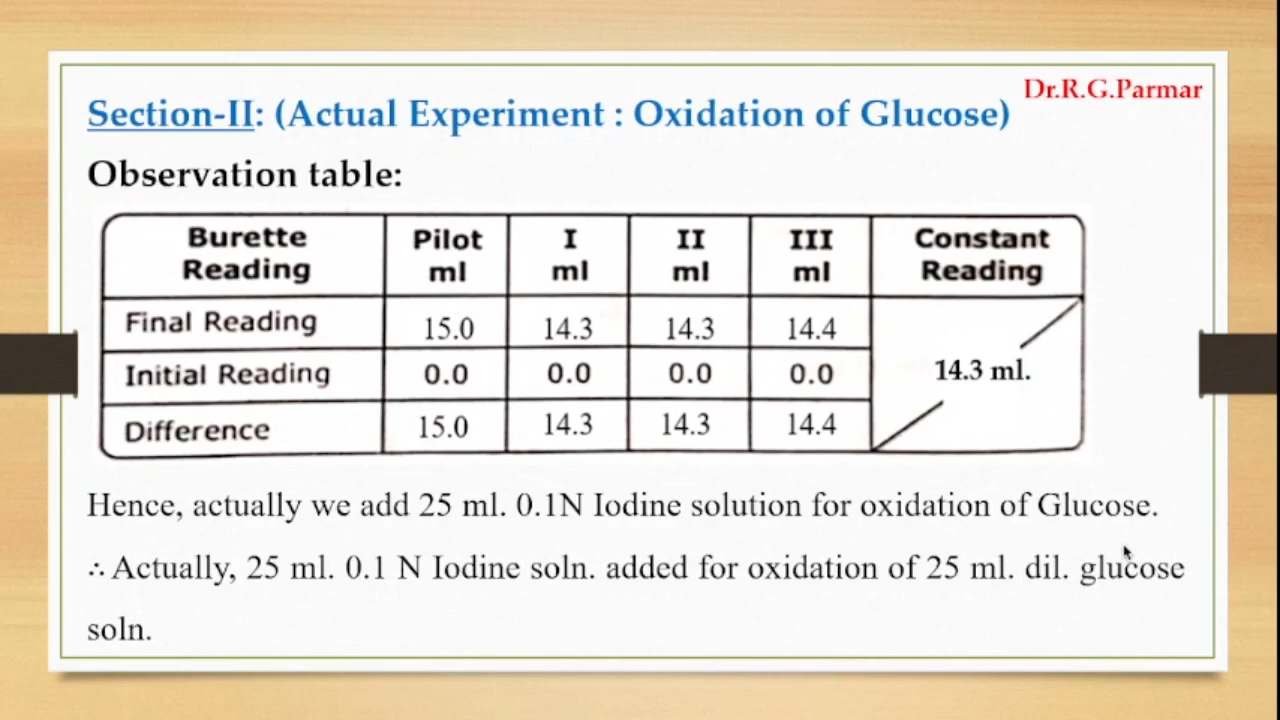 Dr.R.G.Parmar
Section-II: (Actual Experiment : Oxidation of Glucose)
Observation table:
Burette Reading Pilot ml I ml II ml III ml Constant Reading
Final Reading 15.0 14.3 14.3 14.4 14.3 ml.
Initial Reading 0.0 0.0 0.0 0.0
Difference 15.0 14.3 14.3 14.4
Hence, actually we add 25 ml. 0.1N Iodine solution for oxidation of Glucose.
∴ Actually, 25 ml. 0.1 N Iodine soln. added for oxidation of 25 ml. dil. glucose
soln.